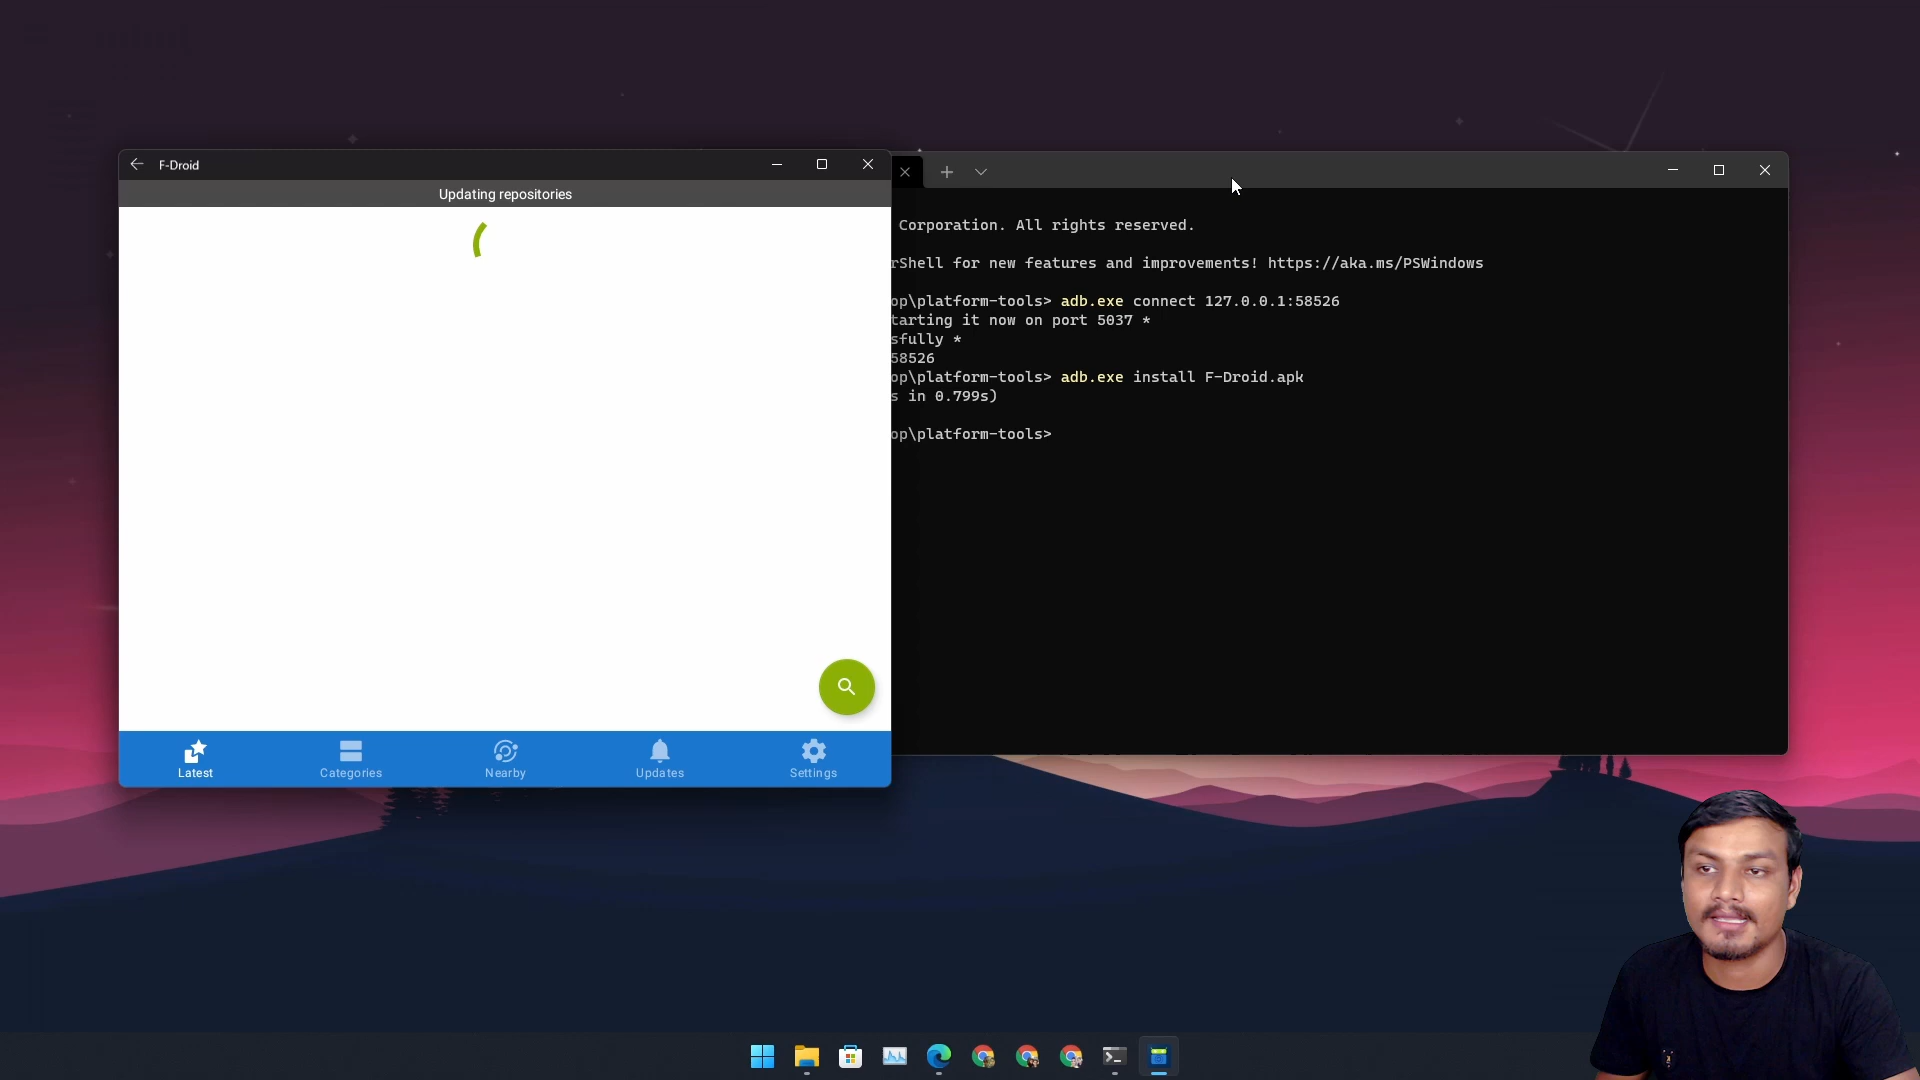 F-Droid
Updating repositories
Latest
Categories
Nearby
Updates
Settings
Corporation. All rights reserved.
rShell for new features and improvements! https://aka.ms/PSWindows
op\platform-tools> adb.exe connect 127.0.0.1:58526
tarting it now on port 5037 *
sfully *
58526
op\platform-tools> adb.exe install F-Droid.apk
s in 0.799s)
op\platform-tools>